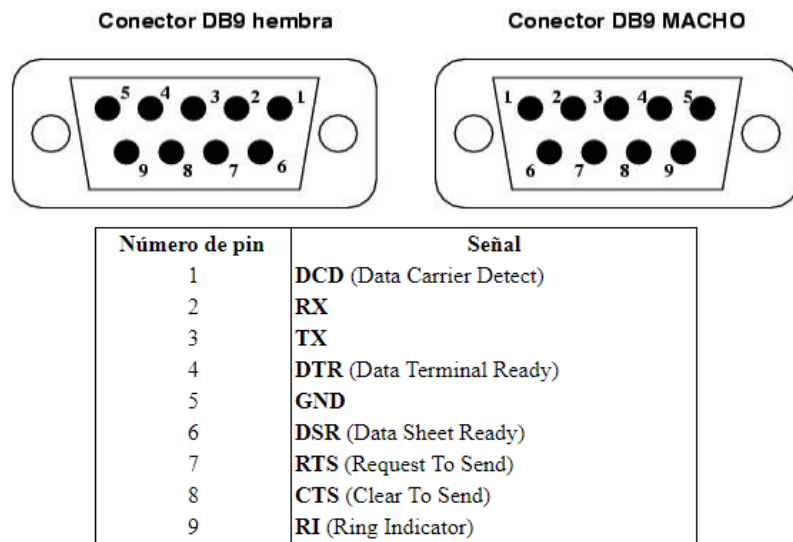 Conector DB9 hembra
Conector DB9 MACHO
5 4 3 2 1
9 8 7 6
1 2 3 4 5
6 7 8 9
Número de pin Señal
1 DCD (Data Carrier Detect)
2 RX
3 TX
4 DTR (Data Terminal Ready)
5 GND
6 DSR (Data Sheet Ready)
7 RTS (Request To Send)
8 CTS (Clear To Send)
9 RI (Ring Indicator)